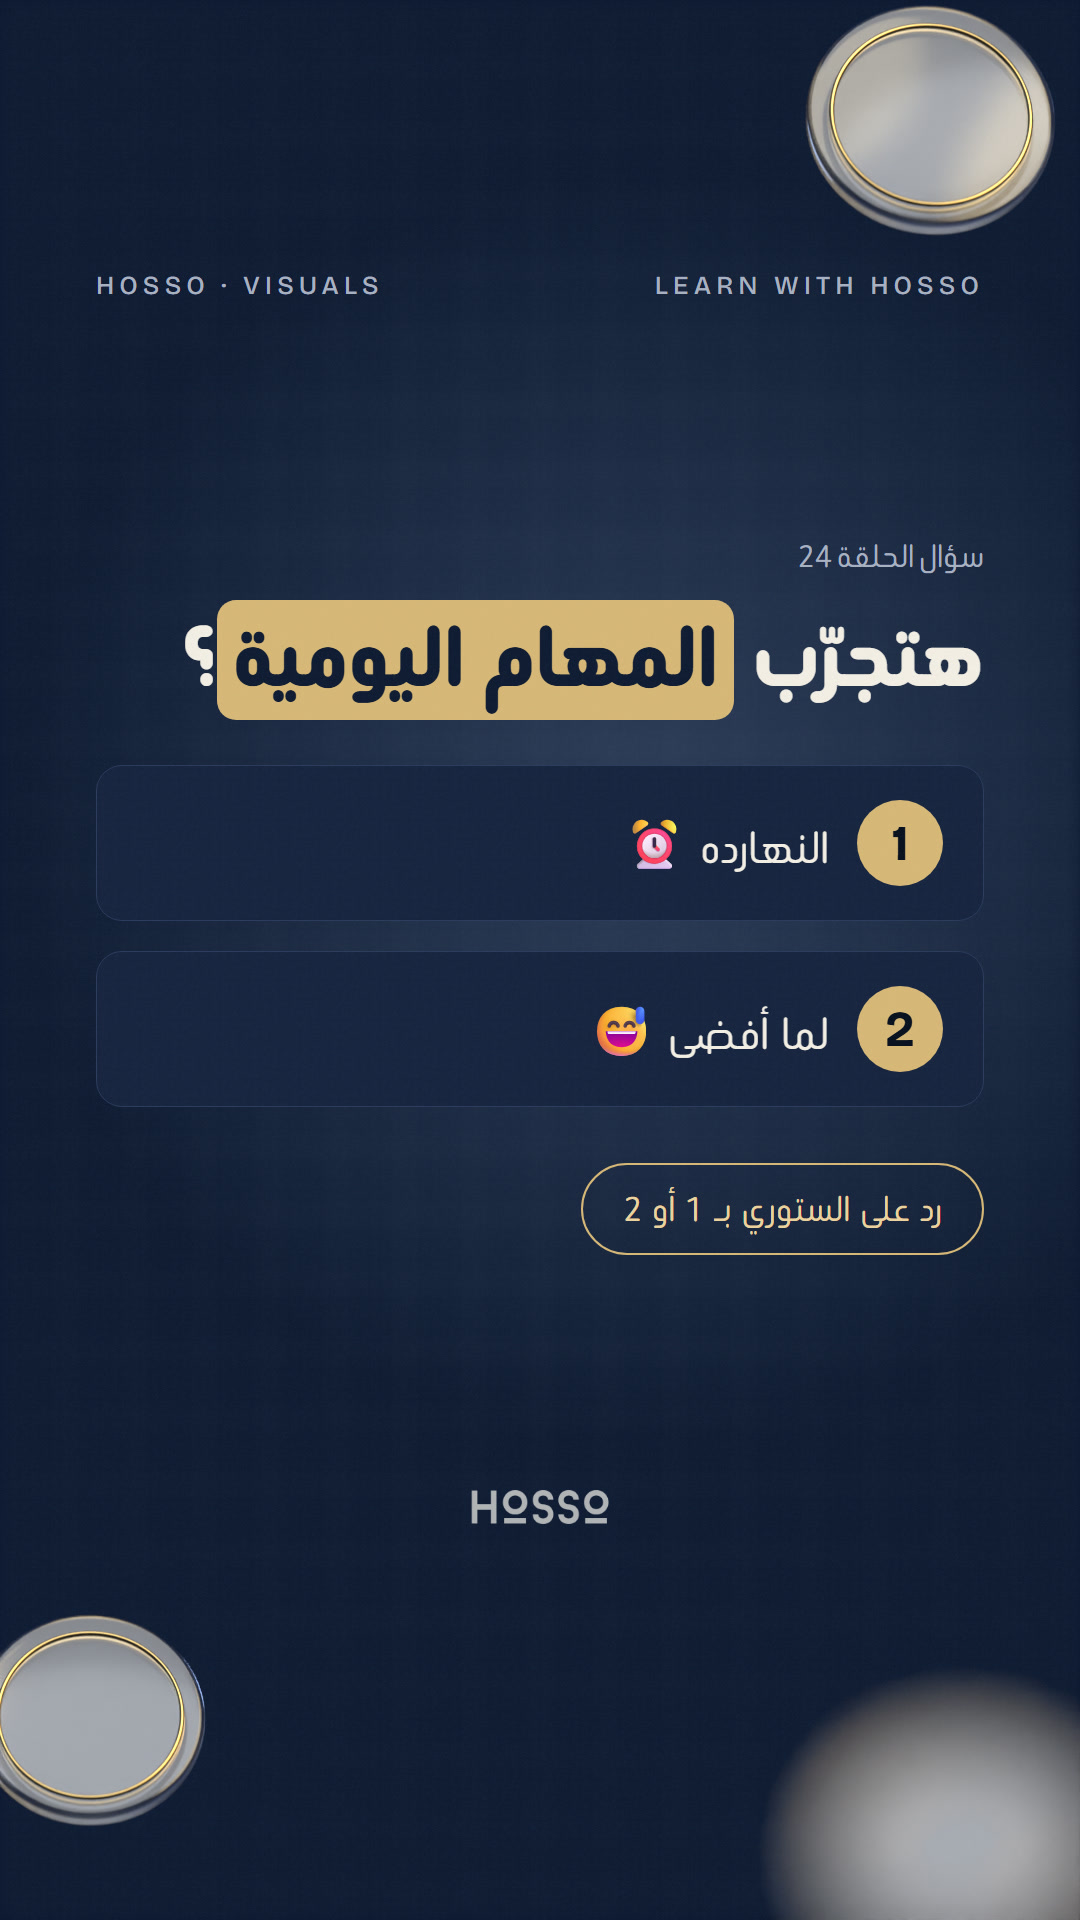 HOSSO · VISUALS
LEARN WITH HOSSO
سؤال الحلقة 24
هتجرّب المهام اليومية؟
1 النهارده ⏰
2 لما أفضى 😅
رد على الستوري بـ 1 أو 2
HOSSO